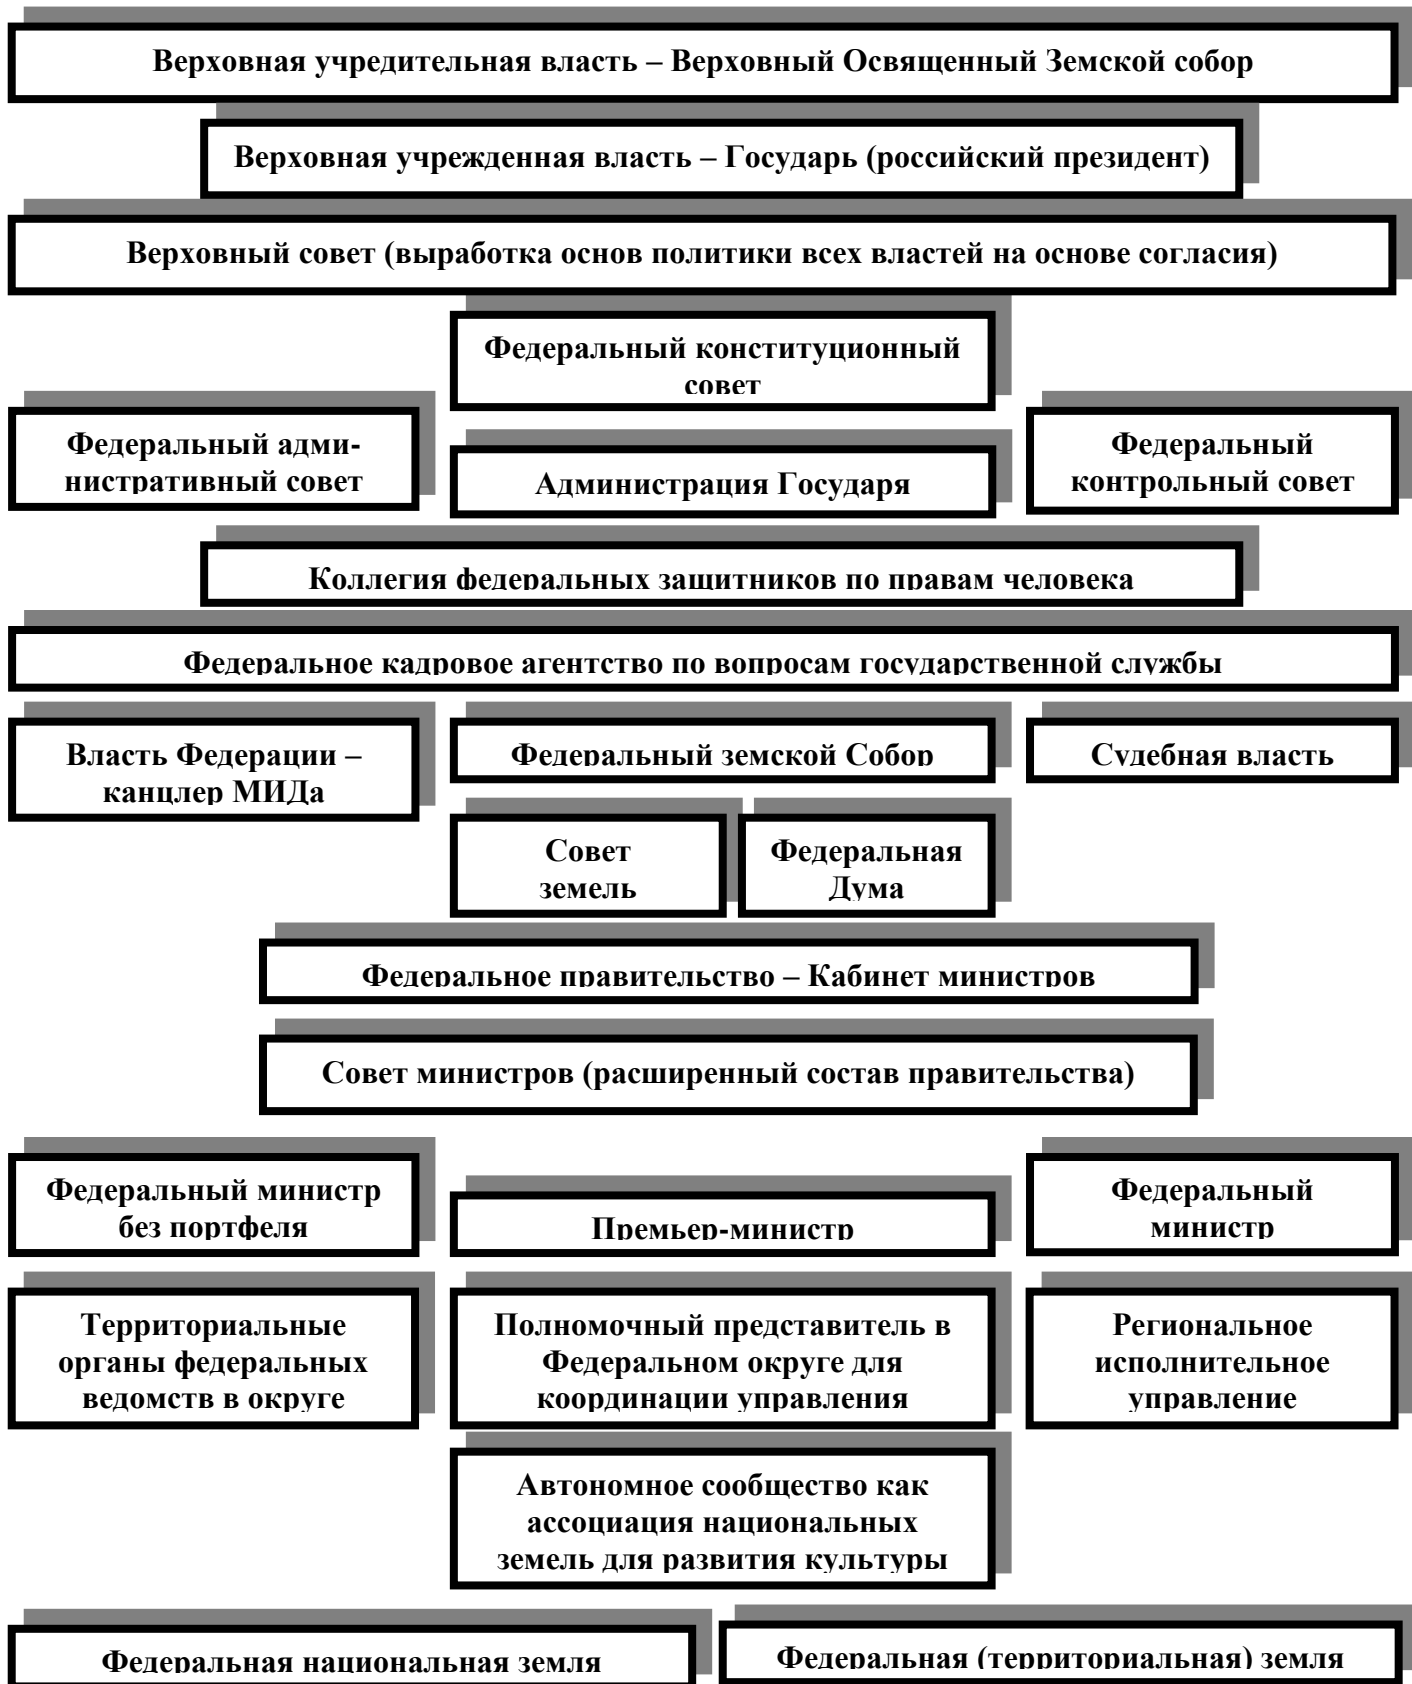 Верховная учредительная власть – Верховный Освященный Земской собор
Верховная учрежденная власть – Государь (российский президент)
Верховный совет (выработка основ политики всех властей на основе согласия)
Федеральный конституционный
совет
Федеральный адми-
нистративный совет
Администрация Государя
Федеральный
контрольный совет
Коллегия федеральных защитников по правам человека
Федеральное кадровое агентство по вопросам государственной службы
Власть Федерации –
канцлер МИДа
Федеральный земской Собор
Судебная власть
Совет
земель
Федеральная
Дума
Федеральное правительство – Кабинет министров
Совет министров (расширенный состав правительства)
Федеральный министр
без портфеля
Премьер-министр
Федеральный
министр
Территориальные
органы федеральных
ведомств в округе
Полномочный представитель в
Федеральном округе для
координации управления
Региональное
исполнительное
управление
Автономное сообщество как
ассоциация национальных
земель для развития культуры
Федеральная национальная земля
Федеральная (территориальная) земля